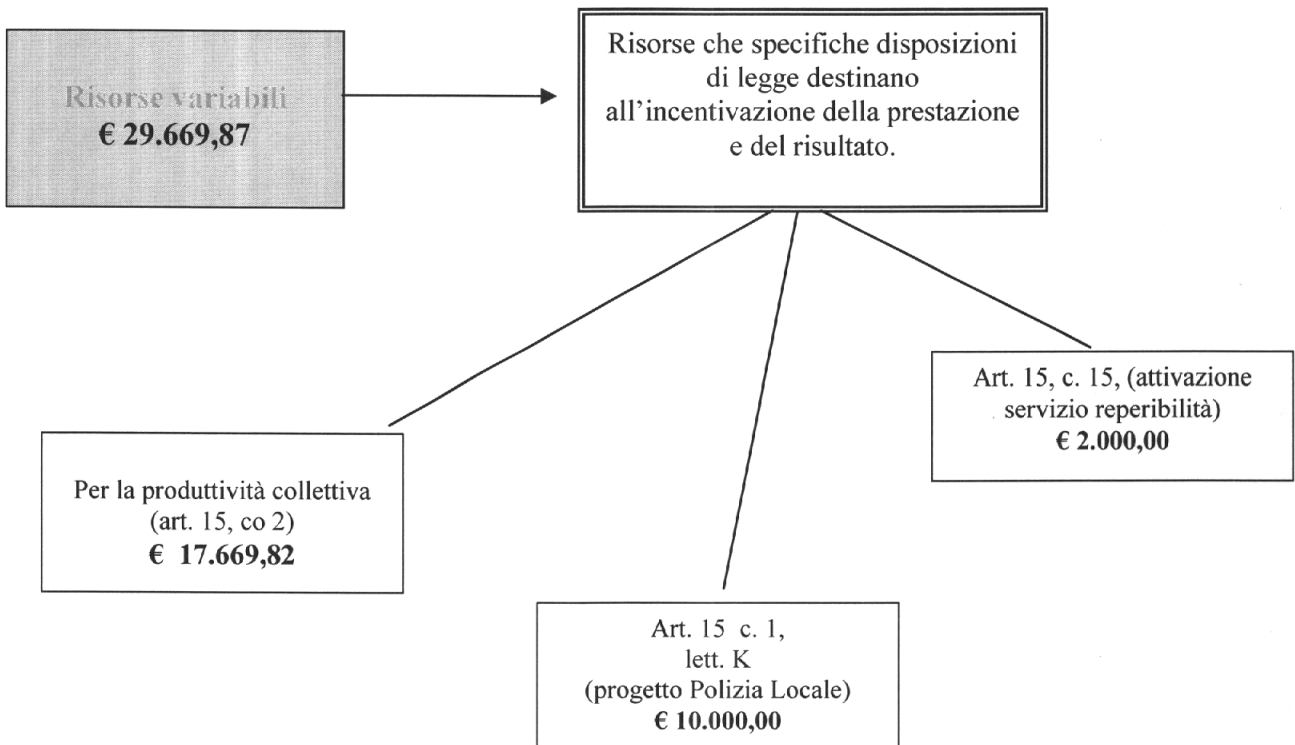 Risorse variabili
€ 29.669,87
Risorse che specifiche disposizioni
di legge destinano
all'incentivazione della prestazione
e del risultato.
Art. 15, c. 15, (attivazione
servizio reperibilità)
€ 2.000,00
Per la produttività collettiva
(art. 15, co 2)
€ 17.669,82
Art. 15 c. 1,
lett. K
(progetto Polizia Locale)
€ 10.000,00